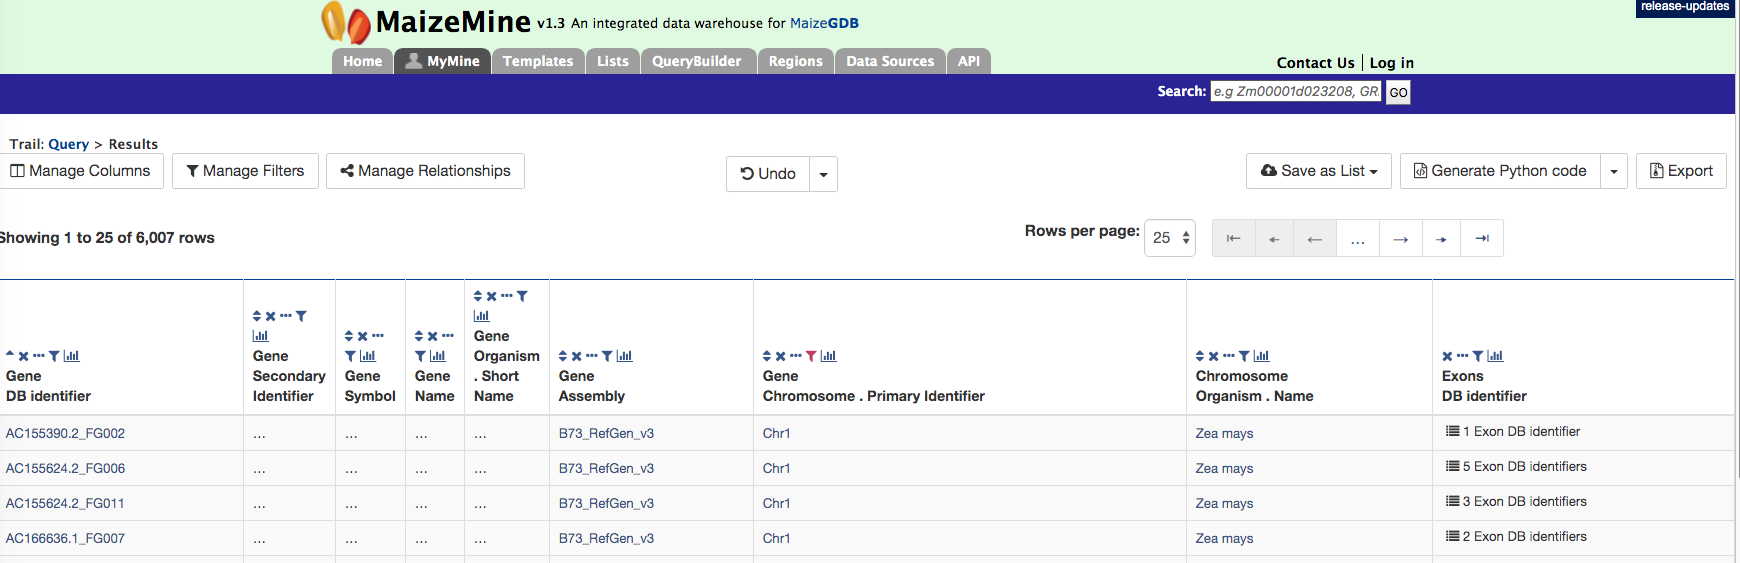 release-updates
MaizeMine v1.3 An integrated data warehouse for MaizeGDB
Home MyMine Templates Lists QueryBuilder Regions Data Sources API
Contact Us | Log in
Search: e.g Zm00001d023208, GR. GO
Trail: Query > Results
Manage Columns Manage Filters Manage Relationships Undo Save as List Generate Python code Export
Showing 1 to 25 of 6,007 rows
Rows per page: 25 ...
Gene DB identifier
Gene Secondary Identifier
Gene Symbol
Gene Name
Gene Organism . Short Name
Gene Assembly
Gene Chromosome . Primary Identifier
Chromosome Organism . Name
Exons DB identifier
AC155390.2_FG002 ... ... ... ... B73_RefGen_v3 Chr1 Zea mays 1 Exon DB identifier
AC155624.2_FG006 ... ... ... ... B73_RefGen_v3 Chr1 Zea mays 5 Exon DB identifiers
AC155624.2_FG011 ... ... ... ... B73_RefGen_v3 Chr1 Zea mays 3 Exon DB identifiers
AC166636.1_FG007 ... ... ... ... B73_RefGen_v3 Chr1 Zea mays 2 Exon DB identifiers